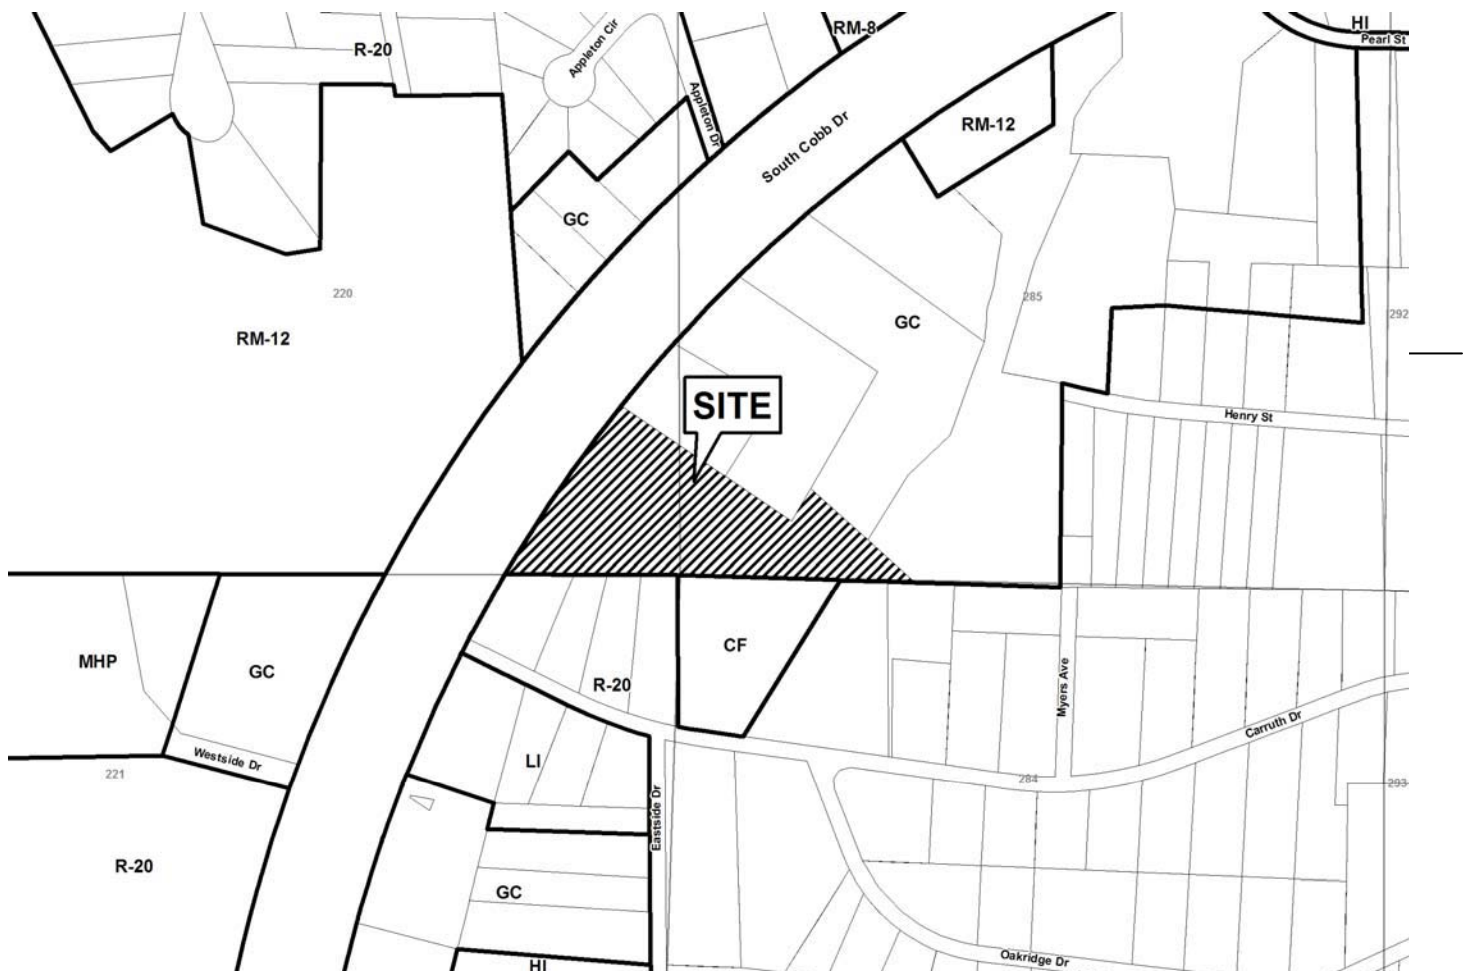 HI
Pearl St
RM-8
R-20
Appleton Cir
Appleton Dr
South Cobb Dr
RM-12
GC
220
285
292
RM-12
GC
SITE
Henry St
MHP
GC
CF
R-20
Myers Ave
Carruth Dr
Westside Dr
LI
221
284
293
Eastside Dr
R-20
GC
Oakridge Dr
HI